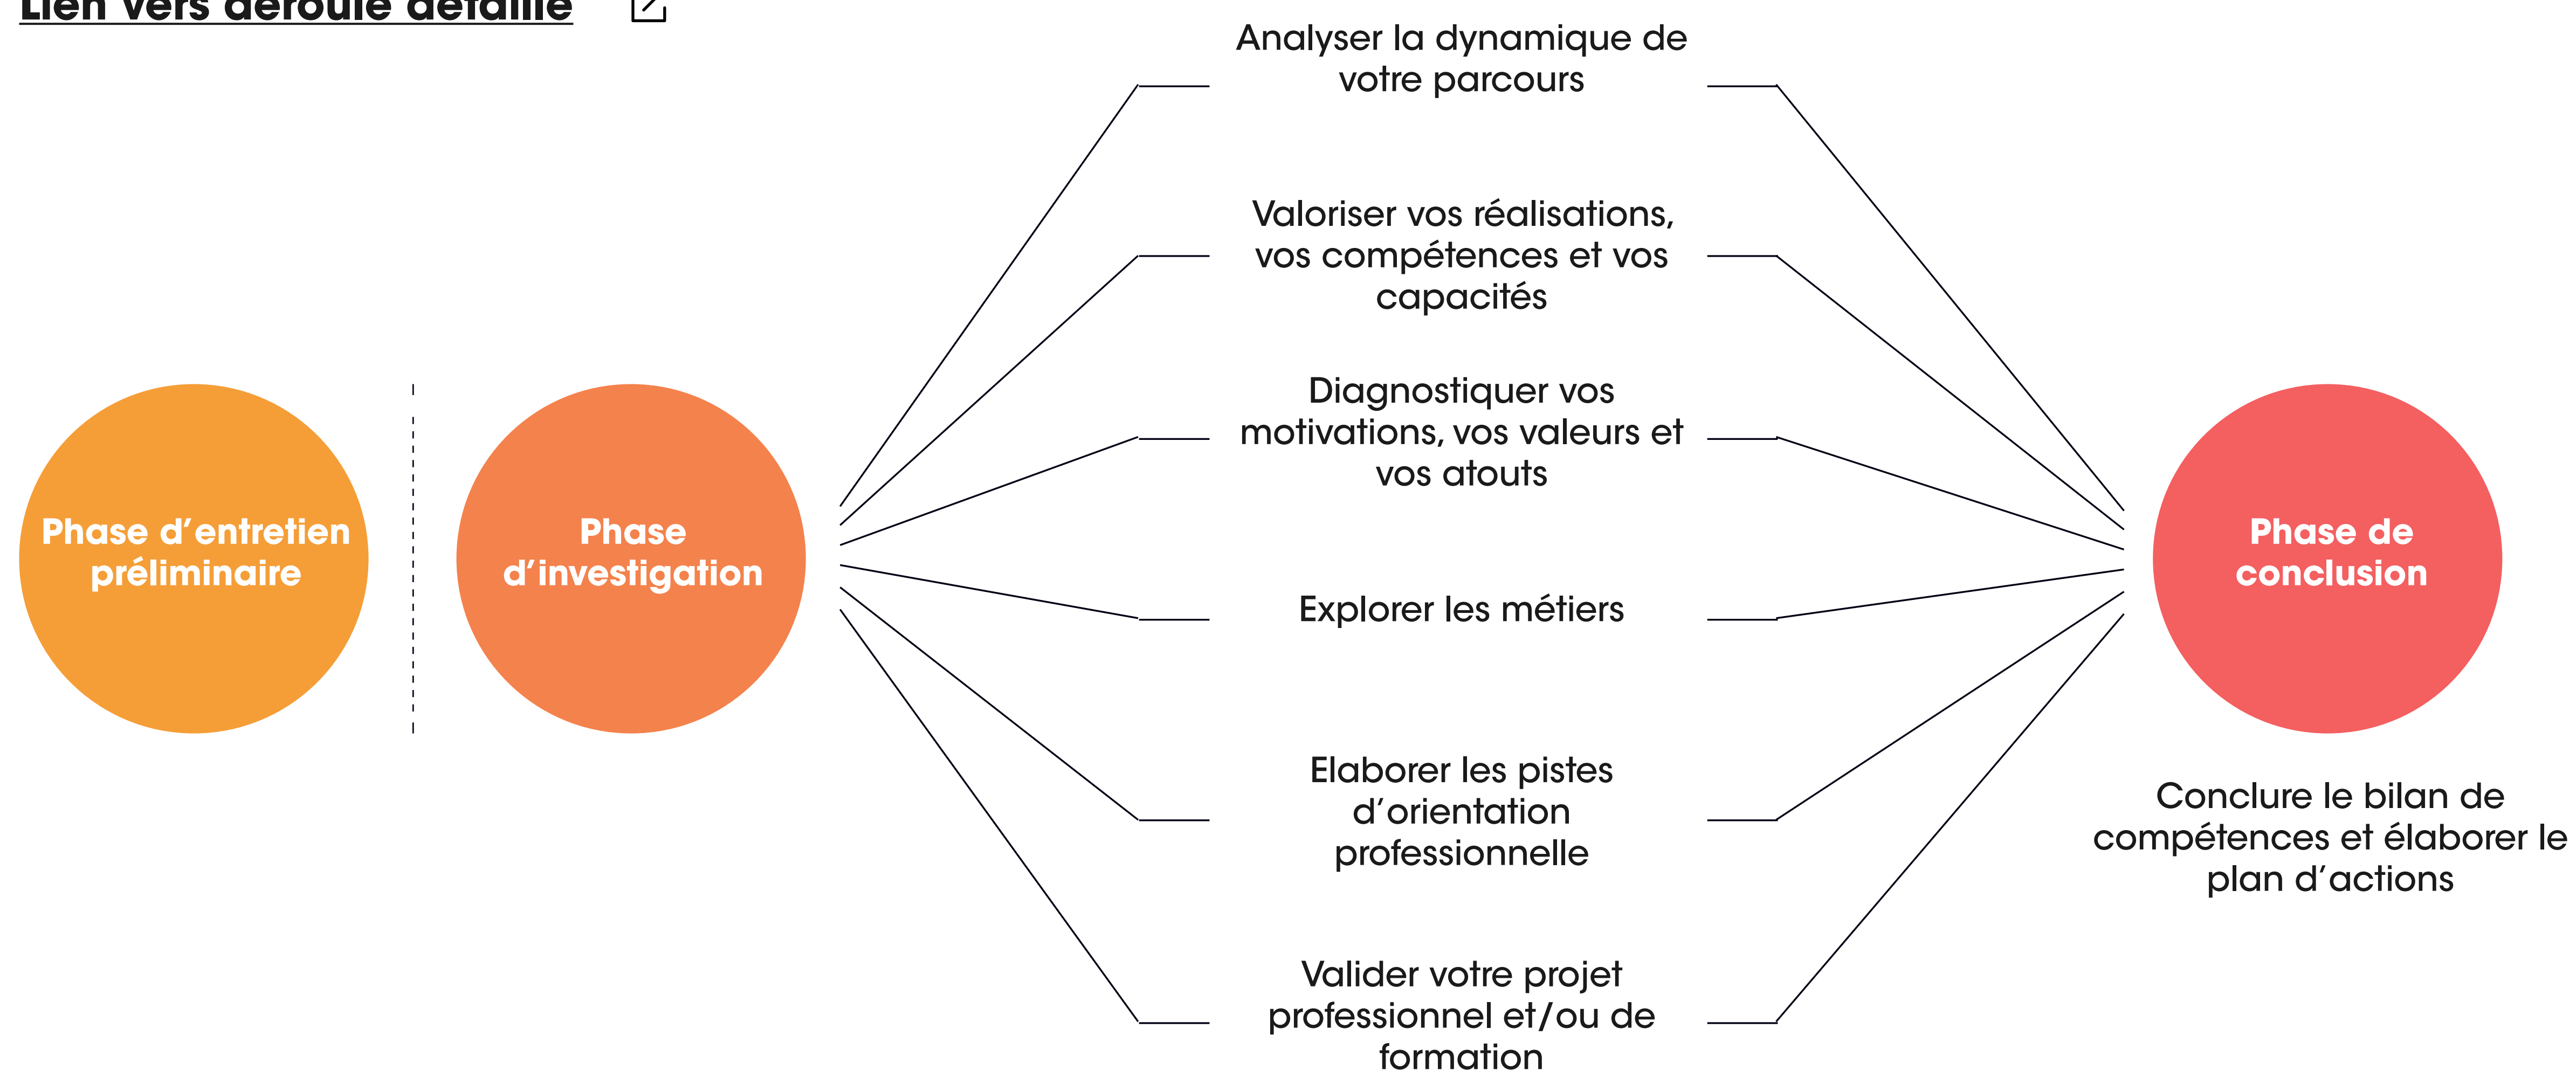 Lien vers déroulé détaillé
Analyser la dynamique de
votre parcours
Valoriser vos réalisations,
vos compétences et vos
capacités
Diagnostiquer vos
motivations, vos valeurs et
vos atouts
Phase d’entretien
préliminaire
Phase
d’investigation
Explorer les métiers
Phase de
conclusion
Elaborer les pistes
d’orientation
professionnelle
Conclure le bilan de
compétences et élaborer le
plan d’actions
Valider votre projet
professionnel et/ou de
formation